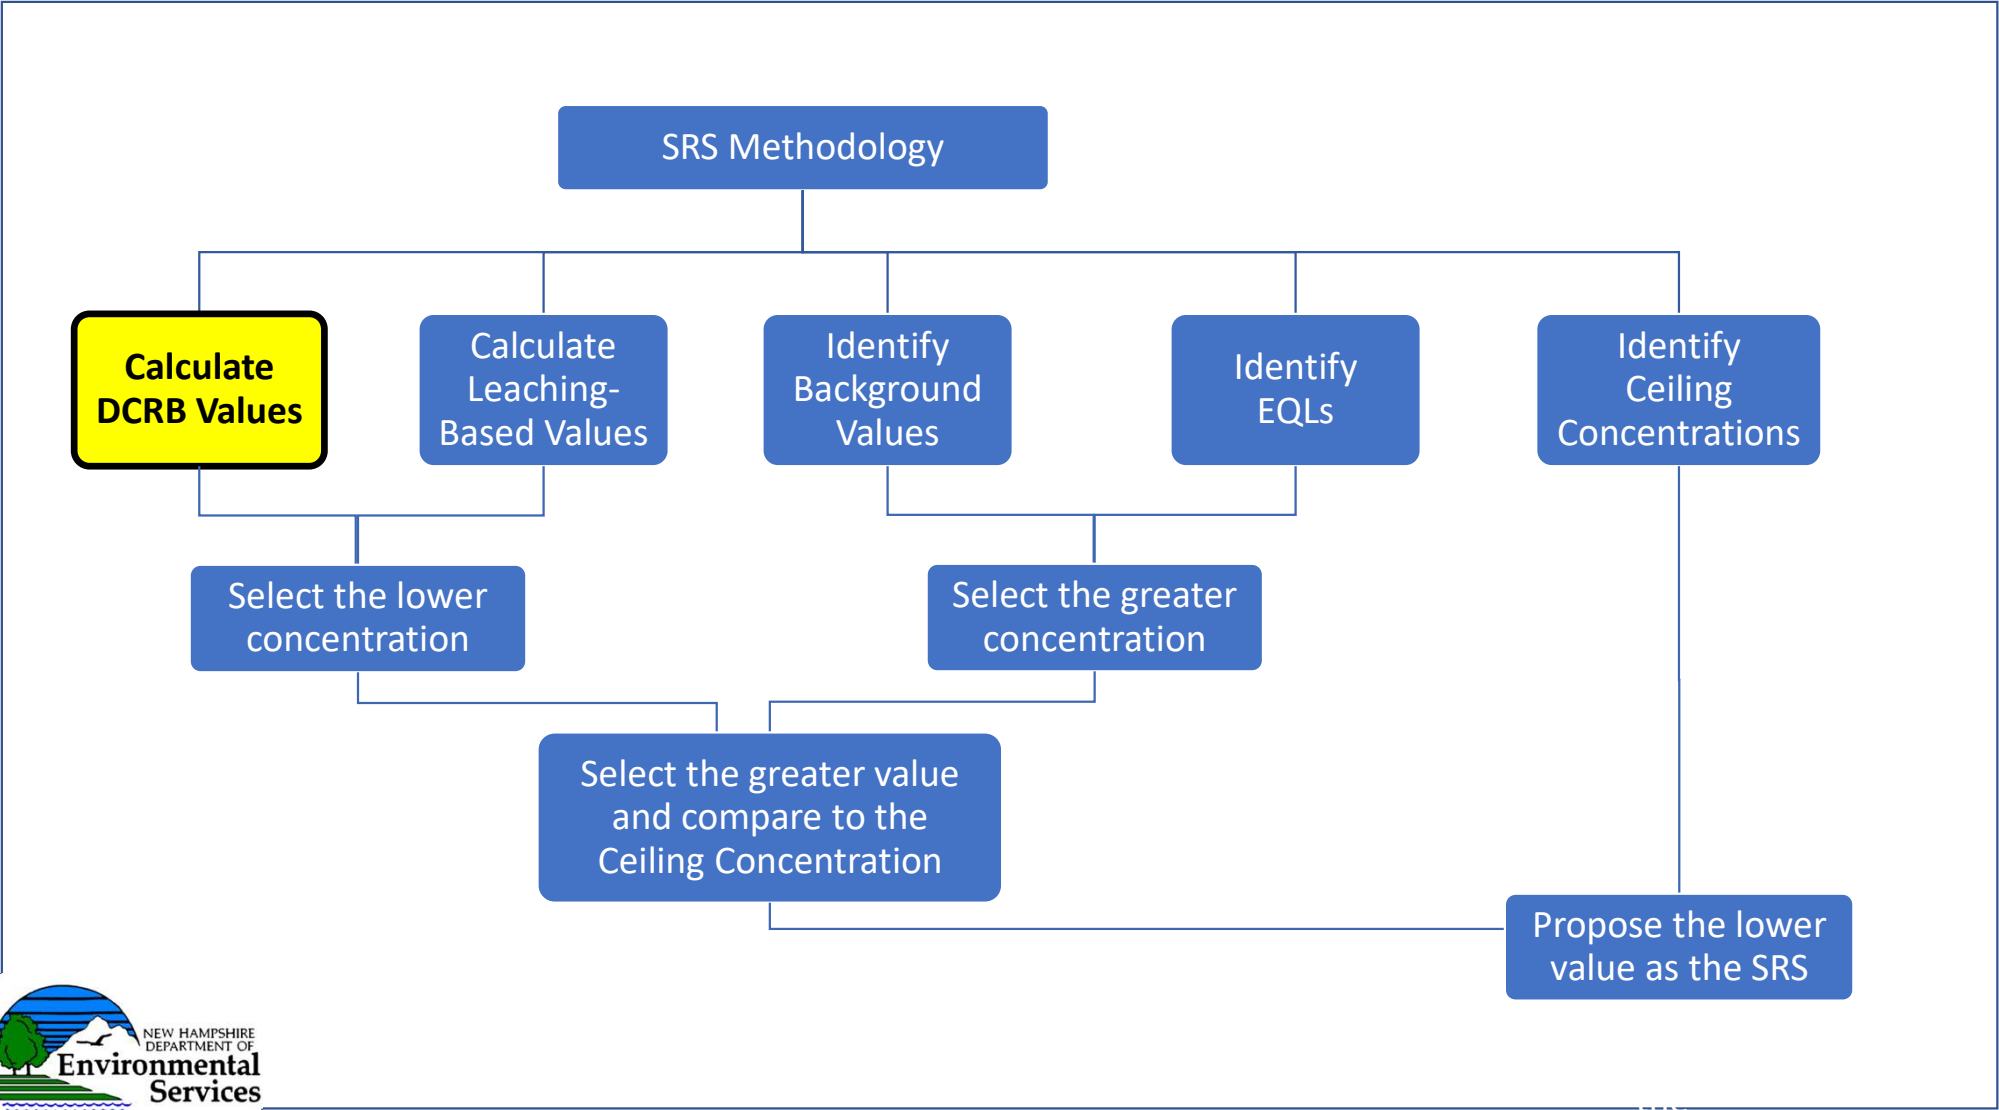 SRS Methodology
Calculate
DCRB Values
Calculate
Leaching-
Based Values
Identify
Background
Values
Identify
EQLs
Identify
Ceiling
Concentrations
Select the lower
concentration
Select the greater
concentration
Select the greater value
and compare to the
Ceiling Concentration
Propose the lower
value as the SRS
NEW HAMPSHIRE
DEPARTMENT OF
Environmental
Services